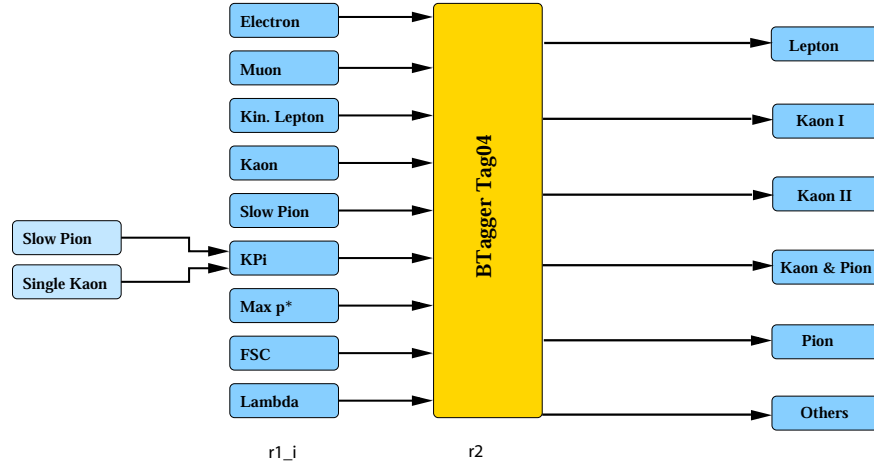 Electron
Muon
Kin. Lepton
Kaon
Slow Pion
KPi
Max p*
FSC
Lambda
Slow Pion
Single Kaon
BTagger Tag04
Lepton
Kaon I
Kaon II
Kaon & Pion
Pion
Others
r1_i
r2